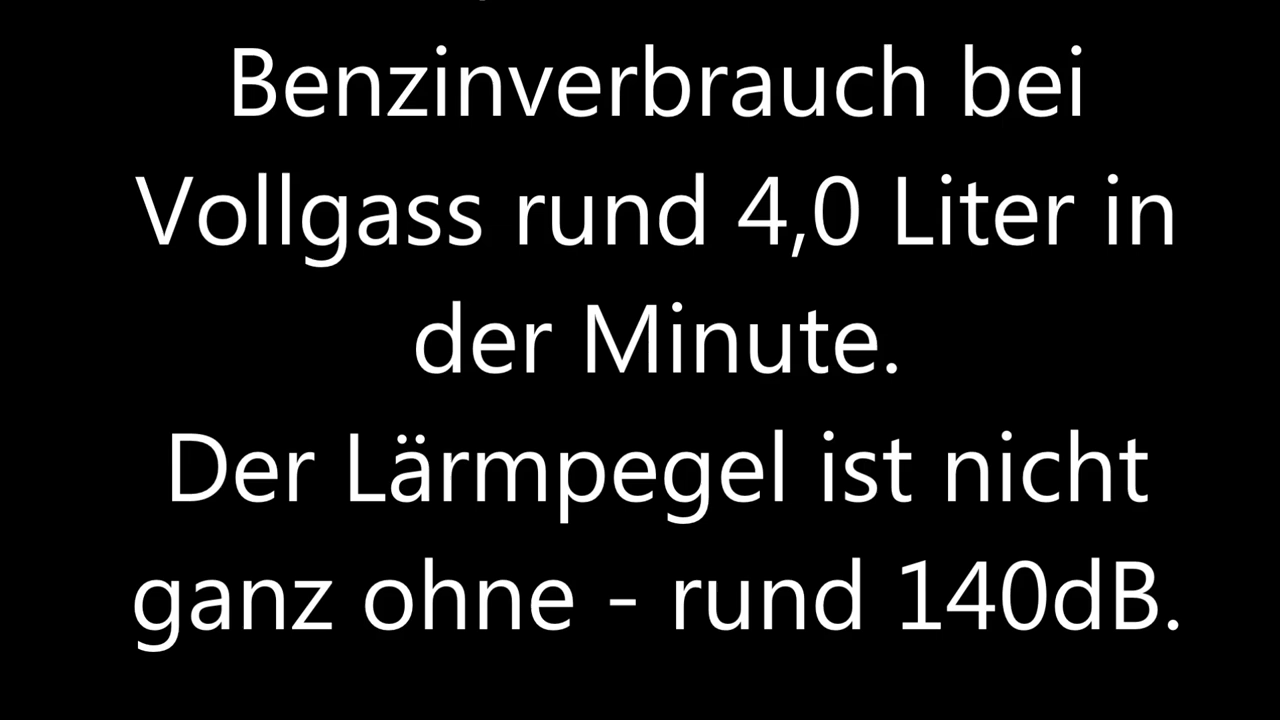 Benzinverbrauch bei
Vollgass rund 4,0 Liter in
der Minute.
Der Lärmpegel ist nicht
ganz ohne - rund 140dB.